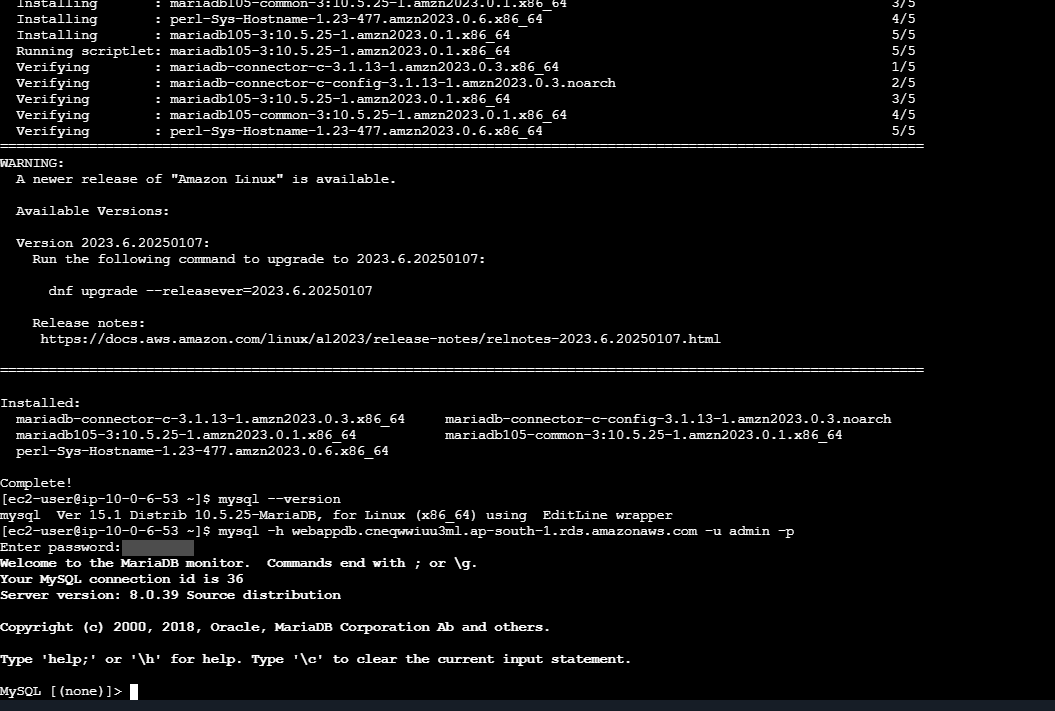 Installing : mariadb105-common-3:10.5.25-1.amzn2023.0.1.x86_64 3/5
Installing : perl-Sys-Hostname-1.23-477.amzn2023.0.6.x86_64 4/5
Installing : mariadb105-3:10.5.25-1.amzn2023.0.1.x86_64 5/5
Running scriptlet: mariadb105-3:10.5.25-1.amzn2023.0.1.x86_64 5/5
Verifying : mariadb-connector-c-3.1.13-1.amzn2023.0.3.x86_64 1/5
Verifying : mariadb-connector-c-config-3.1.13-1.amzn2023.0.3.noarch 2/5
Verifying : mariadb105-3:10.5.25-1.amzn2023.0.1.x86_64 3/5
Verifying : mariadb105-common-3:10.5.25-1.amzn2023.0.1.x86_64 4/5
Verifying : perl-Sys-Hostname-1.23-477.amzn2023.0.6.x86_64 5/5
WARNING:
A newer release of "Amazon Linux" is available.
Available Versions:
Version 2023.6.20250107:
Run the following command to upgrade to 2023.6.20250107:
dnf upgrade --releasever=2023.6.20250107
Release notes:
https://docs.aws.amazon.com/linux/al2023/release-notes/relnotes-2023.6.20250107.html
Installed:
mariadb-connector-c-3.1.13-1.amzn2023.0.3.x86_64 mariadb-connector-c-config-3.1.13-1.amzn2023.0.3.noarch
mariadb105-3:10.5.25-1.amzn2023.0.1.x86_64 mariadb105-common-3:10.5.25-1.amzn2023.0.1.x86_64
perl-Sys-Hostname-1.23-477.amzn2023.0.6.x86_64
Complete!
[ec2-user@ip-10-0-6-53 ~]$ mysql --version
mysql Ver 15.1 Distrib 10.5.25-MariaDB, for Linux (x86_64) using EditLine wrapper
[ec2-user@ip-10-0-6-53 ~]$ mysql -h webappdb.cneqwwiuu3ml.ap-south-1.rds.amazonaws.com -u admin -p
Enter password:
Welcome to the MariaDB monitor. Commands end with ; or \g.
Your MySQL connection id is 36
Server version: 8.0.39 Source distribution
Copyright (c) 2000, 2018, Oracle, MariaDB Corporation Ab and others.
Type 'help;' or '\h' for help. Type '\c' to clear the current input statement.
MySQL [(none)]>